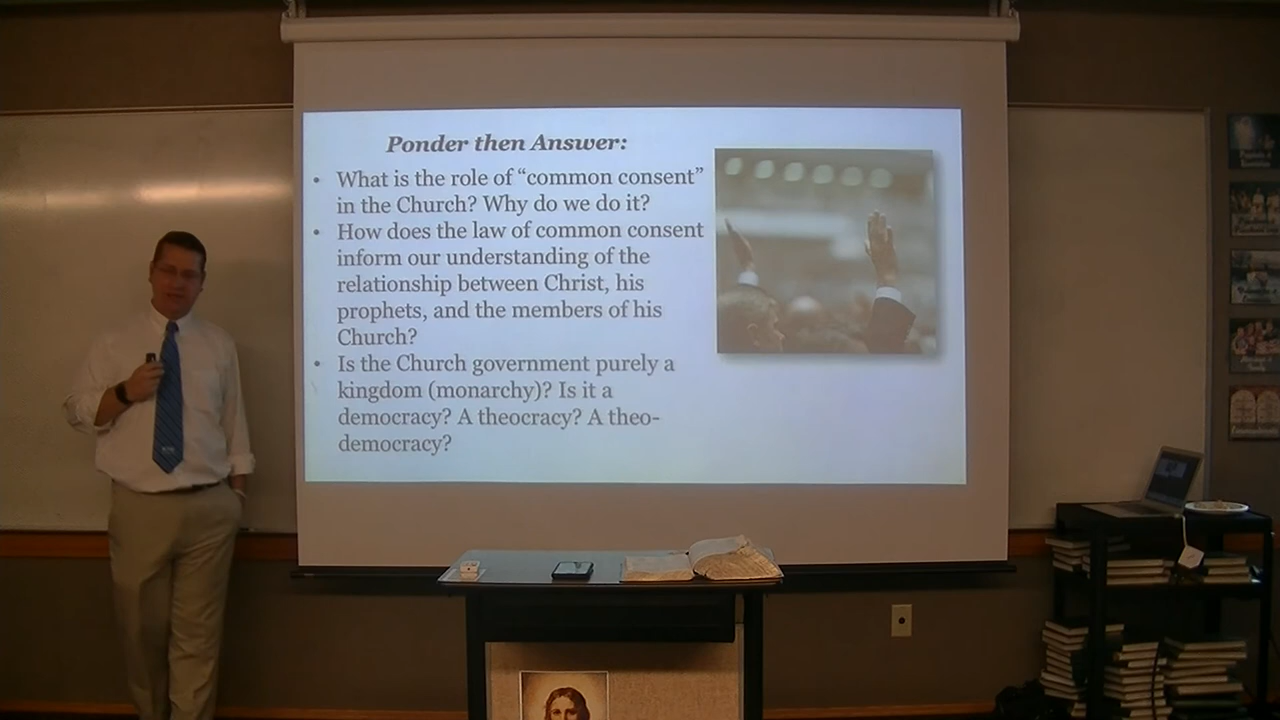 Ponder then Answer:
• What is the role of “common consent”
in the Church? Why do we do it?
• How does the law of common consent
inform our understanding of the
relationship between Christ, his
prophets, and the members of his
Church?
• Is the Church government purely a
kingdom (monarchy)? Is it a
democracy? A theocracy? A theo-
democracy?